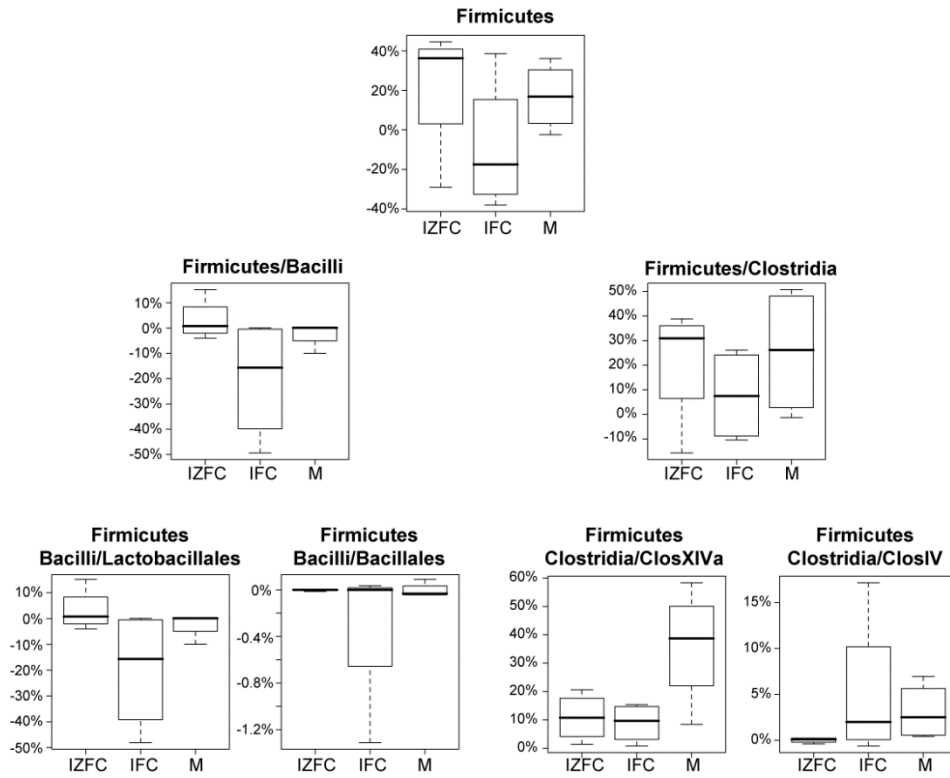 Firmicutes
40%
20%
0%
-20%
-40%
IZFC IFC M
Firmicutes/Bacilli
10%
0%
-10%
-20%
-30%
-40%
-50%
IZFC IFC M
Firmicutes/Clostridia
50%
40%
30%
20%
10%
0%
-10%
IZFC IFC M
Firmicutes
Bacilli/Lactobacillales
10%
0%
-10%
-20%
-30%
-40%
-50%
IZFC IFC M
Firmicutes
Bacilli/Bacillales
0%
-0.4%
-0.8%
-1.2%
IZFC IFC M
Firmicutes
Clostridia/ClosXIVa
60%
50%
40%
30%
20%
10%
0%
IZFC IFC M
Firmicutes
Clostridia/ClosIV
15%
10%
5%
0%
IZFC IFC M